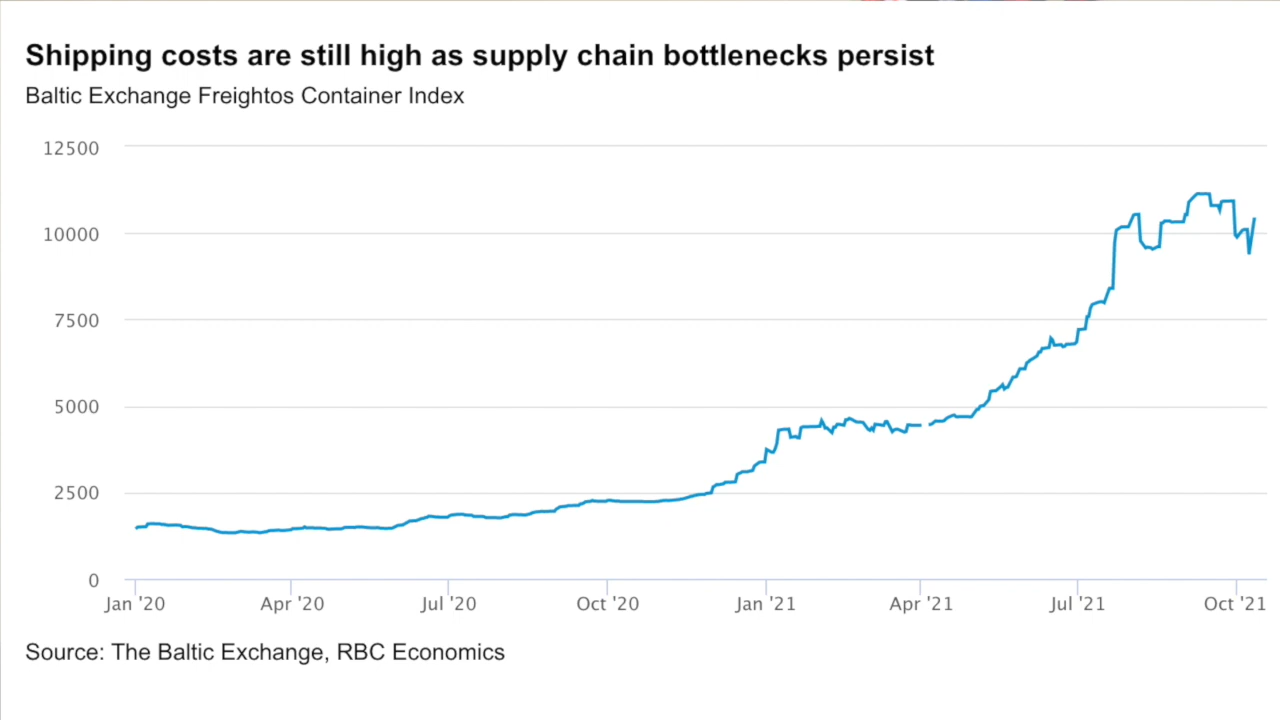 Shipping costs are still high as supply chain bottlenecks persist
Baltic Exchange Freightos Container Index
12500
10000
7500
5000
2500
0
Jan '20 Apr '20 Jul '20 Oct '20 Jan '21 Apr '21 Jul '21 Oct '21
Source: The Baltic Exchange, RBC Economics